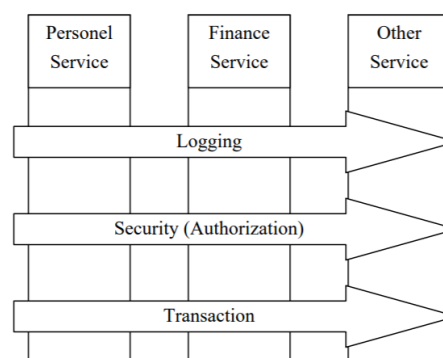 Personel
Service
Finance
Service
Other
Service
Logging
Security (Authorization)
Transaction